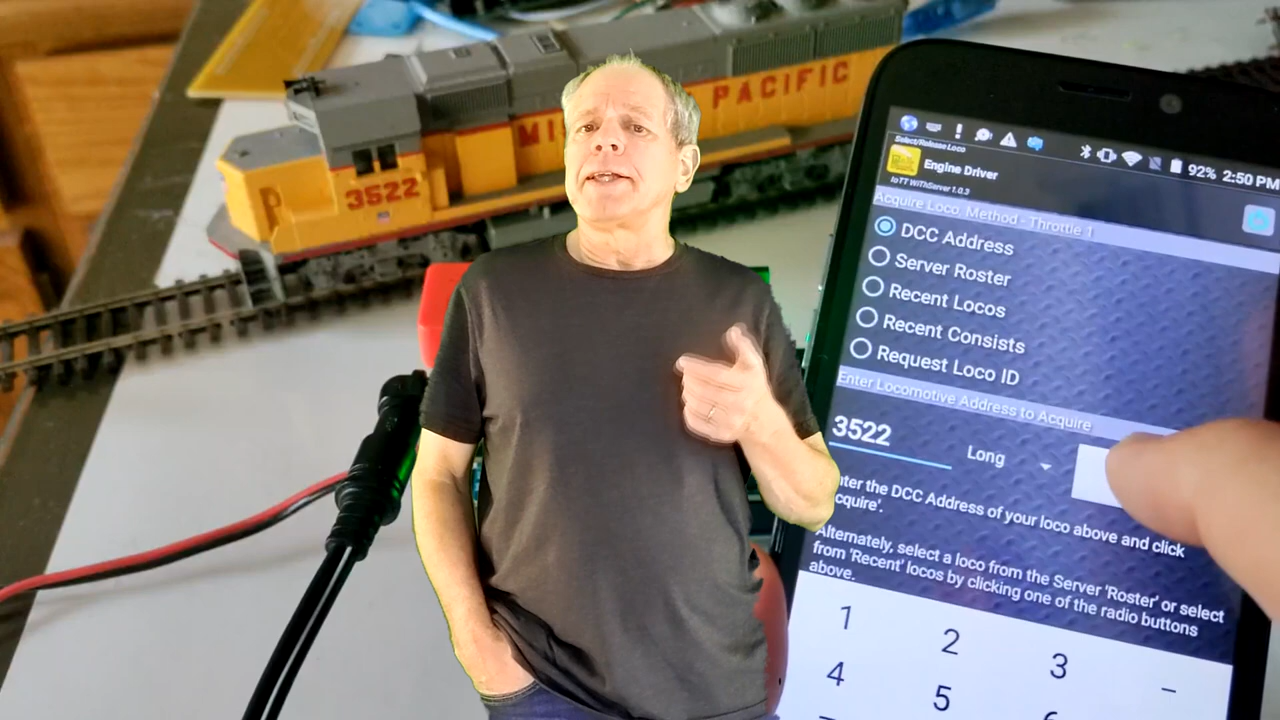 MIS
PACIFIC
3522
92% 2:50 PM
Select/Release Loco
Engine Driver
IoTT WiThServer 1.0.3
Acquire Loco Method - Throttle 1
DCC Address
Server Roster
Recent Locos
Recent Consists
Request Loco ID
Enter Locomotive Address to Acquire
3522
Long
nter the DCC Address of your loco above and click
cquire'.
Alternately, select a loco from the Server 'Roster' or select
from 'Recent' locos by clicking one of the radio buttons
above.
1 2 3 –
4 5